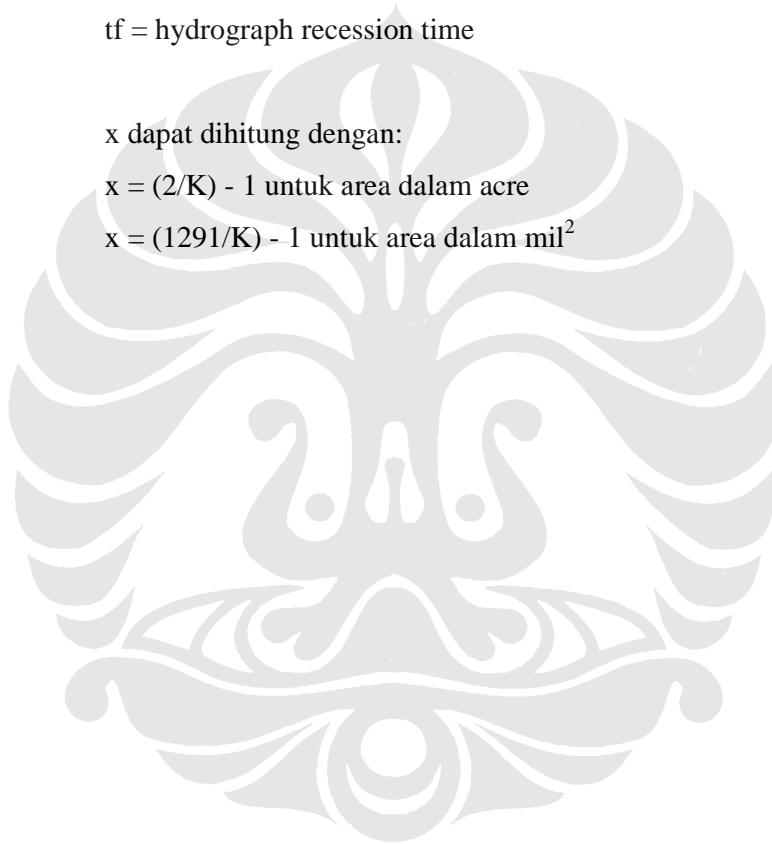 tf = hydrograph recession time
x dapat dihitung dengan:
x = (2/K) - 1 untuk area dalam acre
x = (1291/K) - 1 untuk area dalam mil²